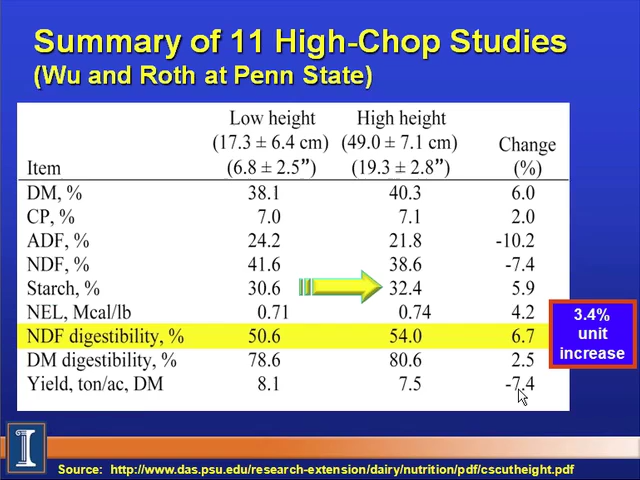 Summary of 11 High-Chop Studies
(Wu and Roth at Penn State)
Low height High height
(17.3 ± 6.4 cm) (49.0 ± 7.1 cm) Change
Item (6.8 ± 2.5”) (19.3 ± 2.8”) (%)
DM, % 38.1 40.3 6.0
CP, % 7.0 7.1 2.0
ADF, % 24.2 21.8 -10.2
NDF, % 41.6 38.6 -7.4
Starch, % 30.6 32.4 5.9
NEL, Mcal/lb 0.71 0.74 4.2
NDF digestibility, % 50.6 54.0 6.7
DM digestibility, % 78.6 80.6 2.5
Yield, ton/ac, DM 8.1 7.5 -7.4
3.4%
unit
increase
I
Source: http://www.das.psu.edu/research-extension/dairy/nutrition/pdf/cscutheight.pdf